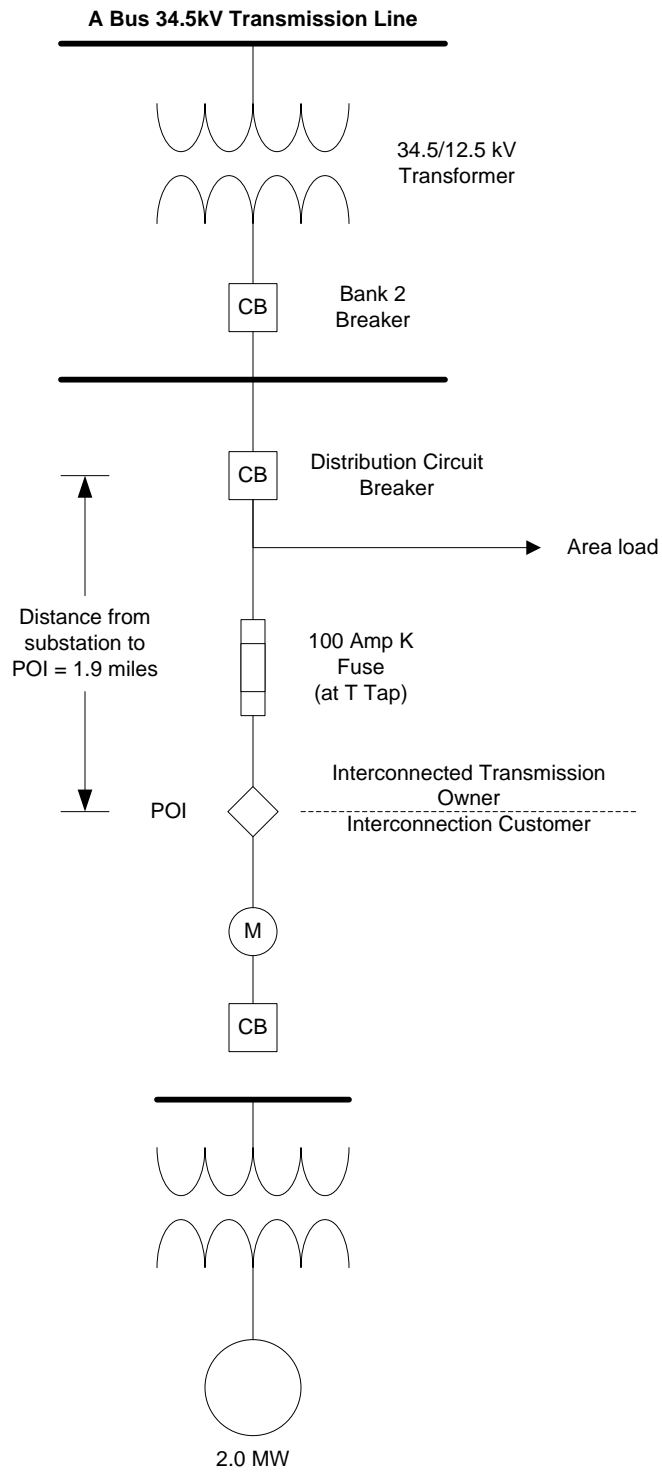 A Bus 34.5kV Transmission Line
34.5/12.5 kV
Transformer
CB
Bank 2
Breaker
CB
Distribution Circuit
Breaker
Area load
Distance from
substation to
POI = 1.9 miles
100 Amp K
Fuse
(at T Tap)
POI
Interconnected Transmission
Owner
Interconnection Customer
M
CB
2.0 MW